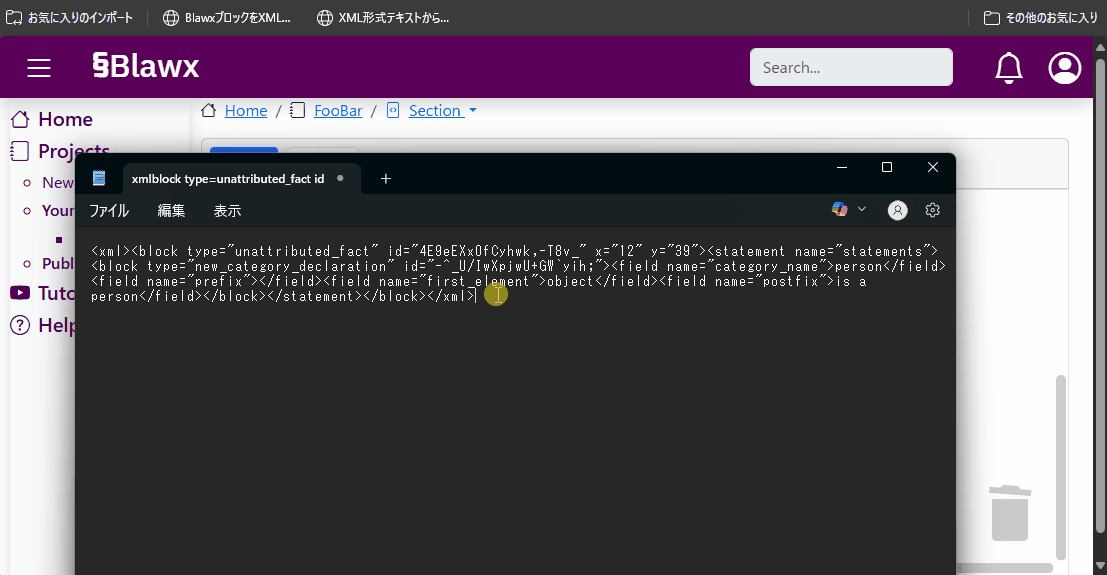 お気に入りのインポート
BlawxブロックをXML...
XML形式テキストから...
その他のお気に入り
§Blawx
Search...
Home / FooBar / Section
Home
Projects
New
Your
Publ
Tuto
Help
xmlblock type=unattributed_fact id
ファイル 編集 表示
<xml><block type="unattributed_fact" id="4E9eEXxOfCyhwk,-T8v_" x="12" y="39"><statement name="statements">
<block type="new_category_declaration" id="-^_U/IwXpjwU+GW`yih;"><field name="category_name">person</field>
<field name="prefix"></field><field name="first_element">object</field><field name="postfix">is a
person</field></block></statement></block></xml>